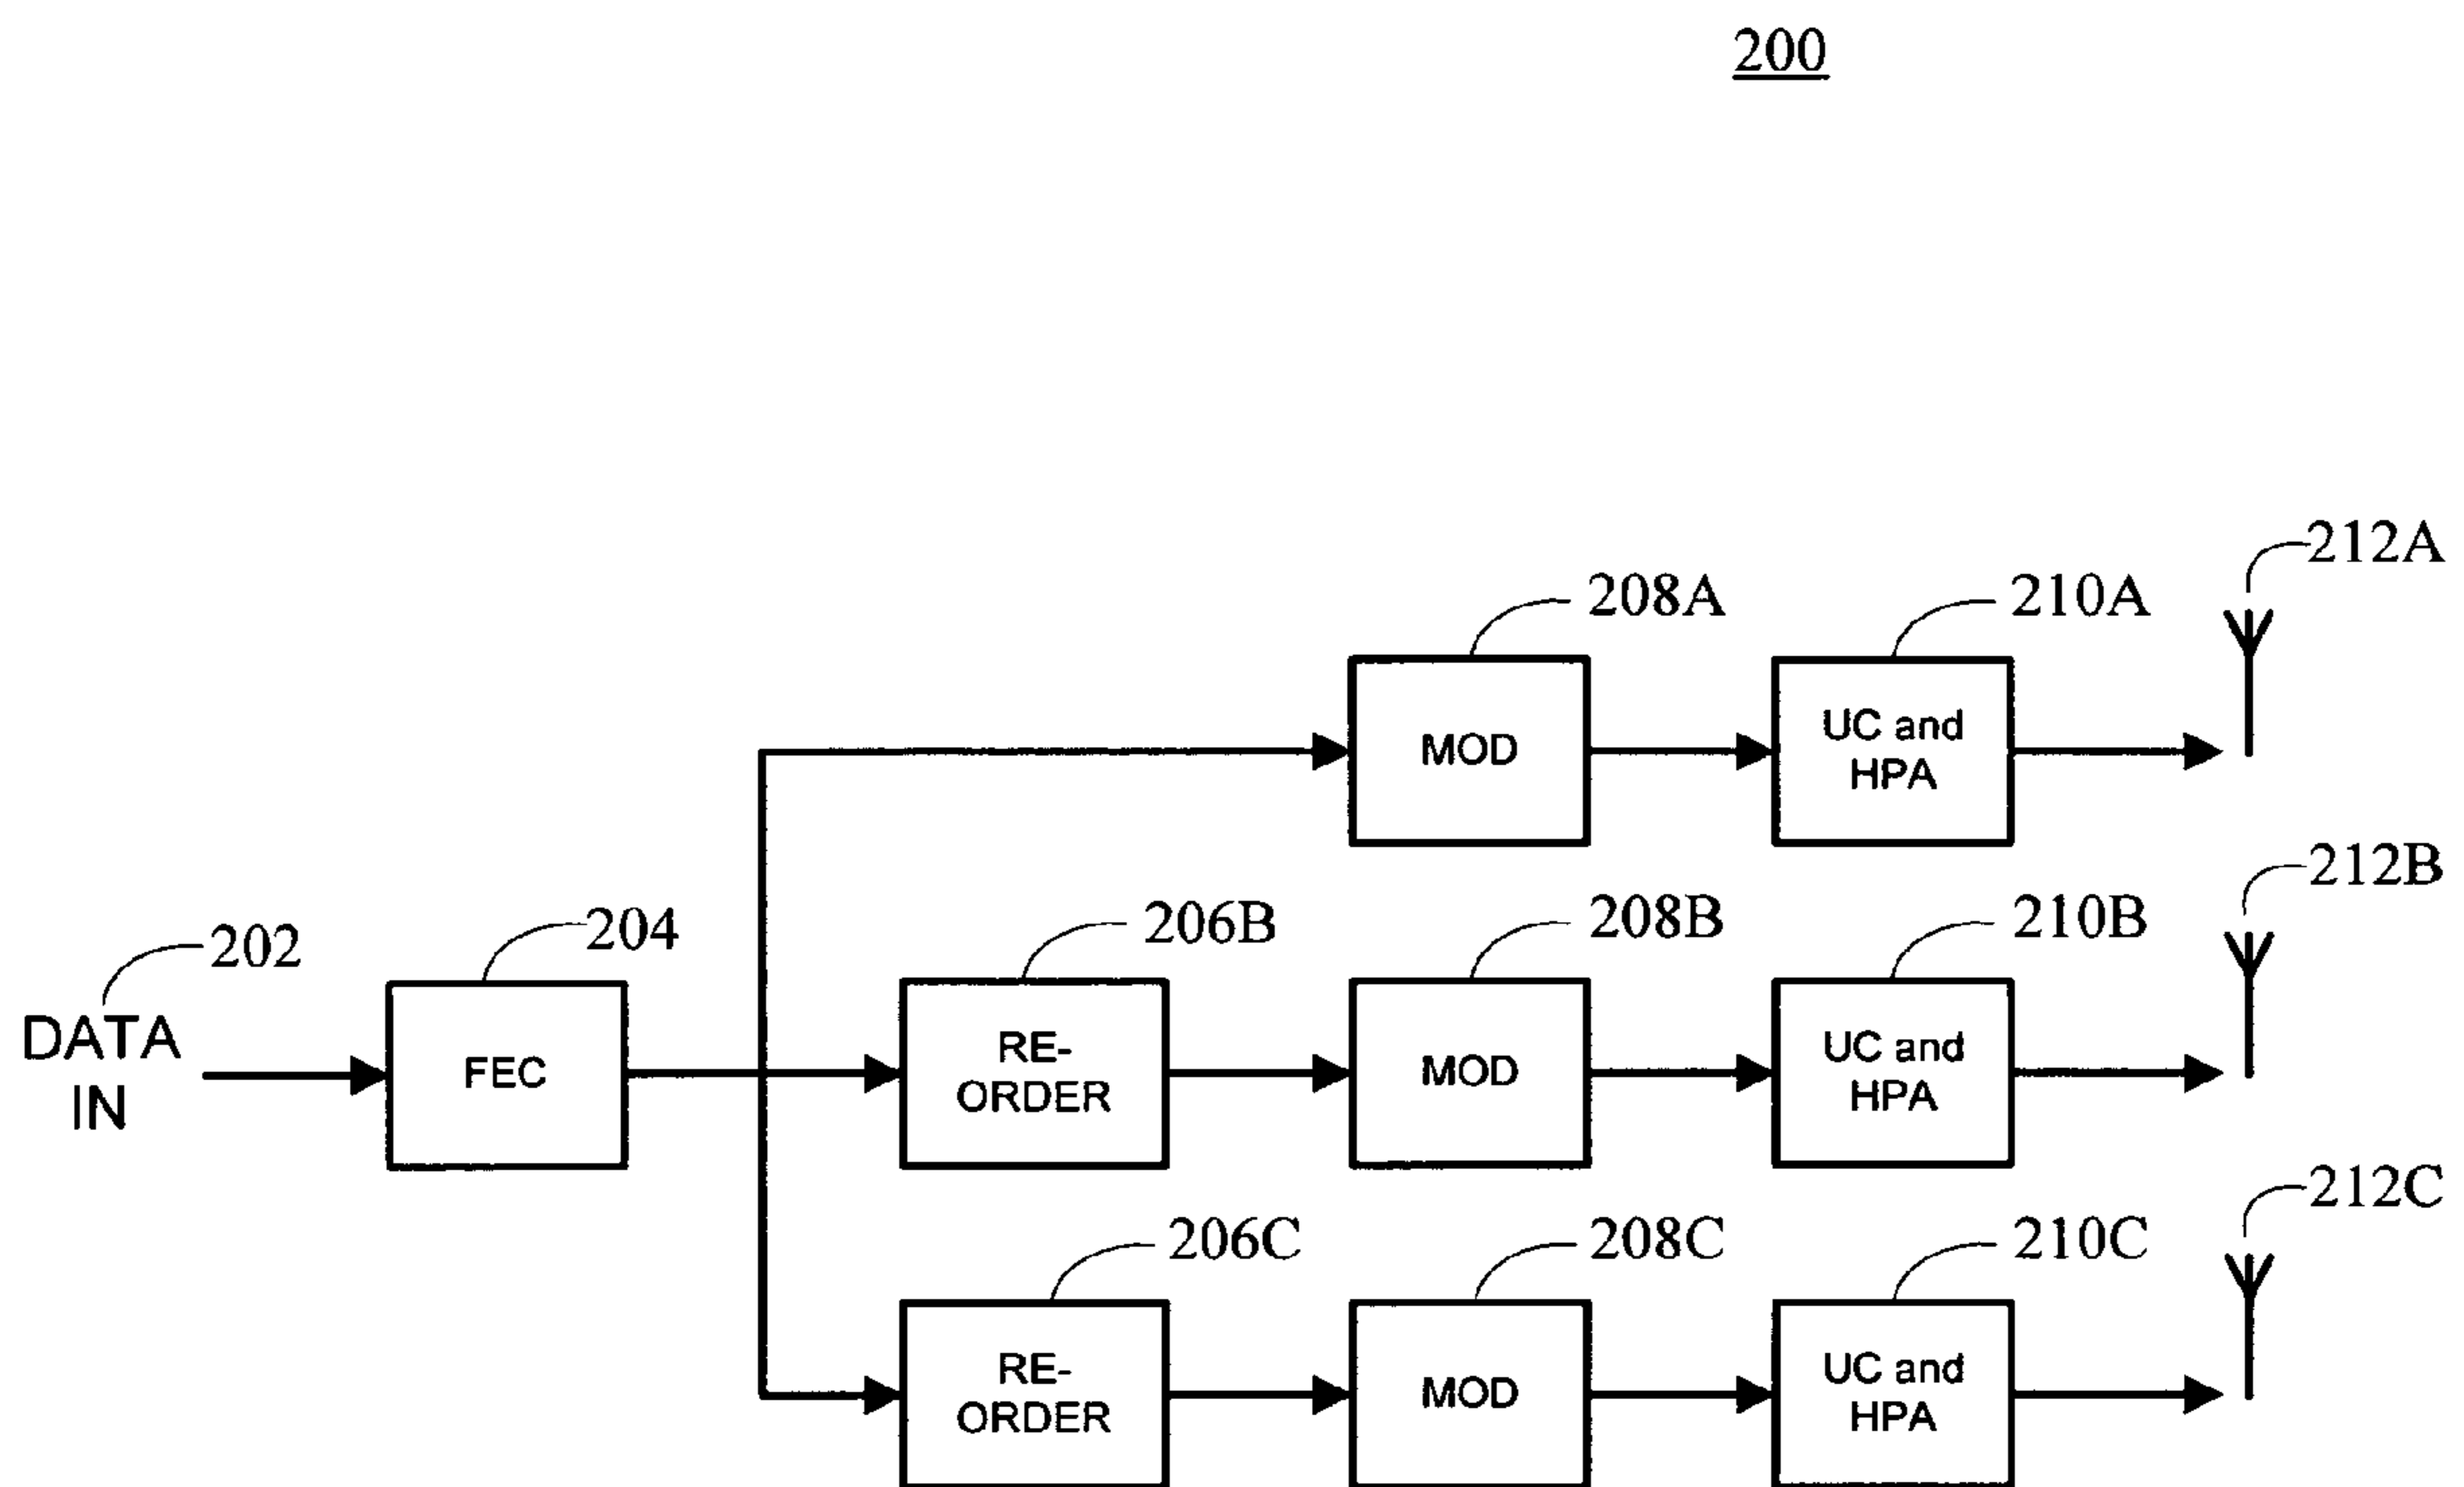 200
212A
208A
210A
MOD
UC and
HPA
212B
202
204
206B
208B
210B
DATA
IN
FEC
RE-
ORDER
MOD
UC and
HPA
212C
206C
208C
210C
RE-
ORDER
MOD
UC and
HPA